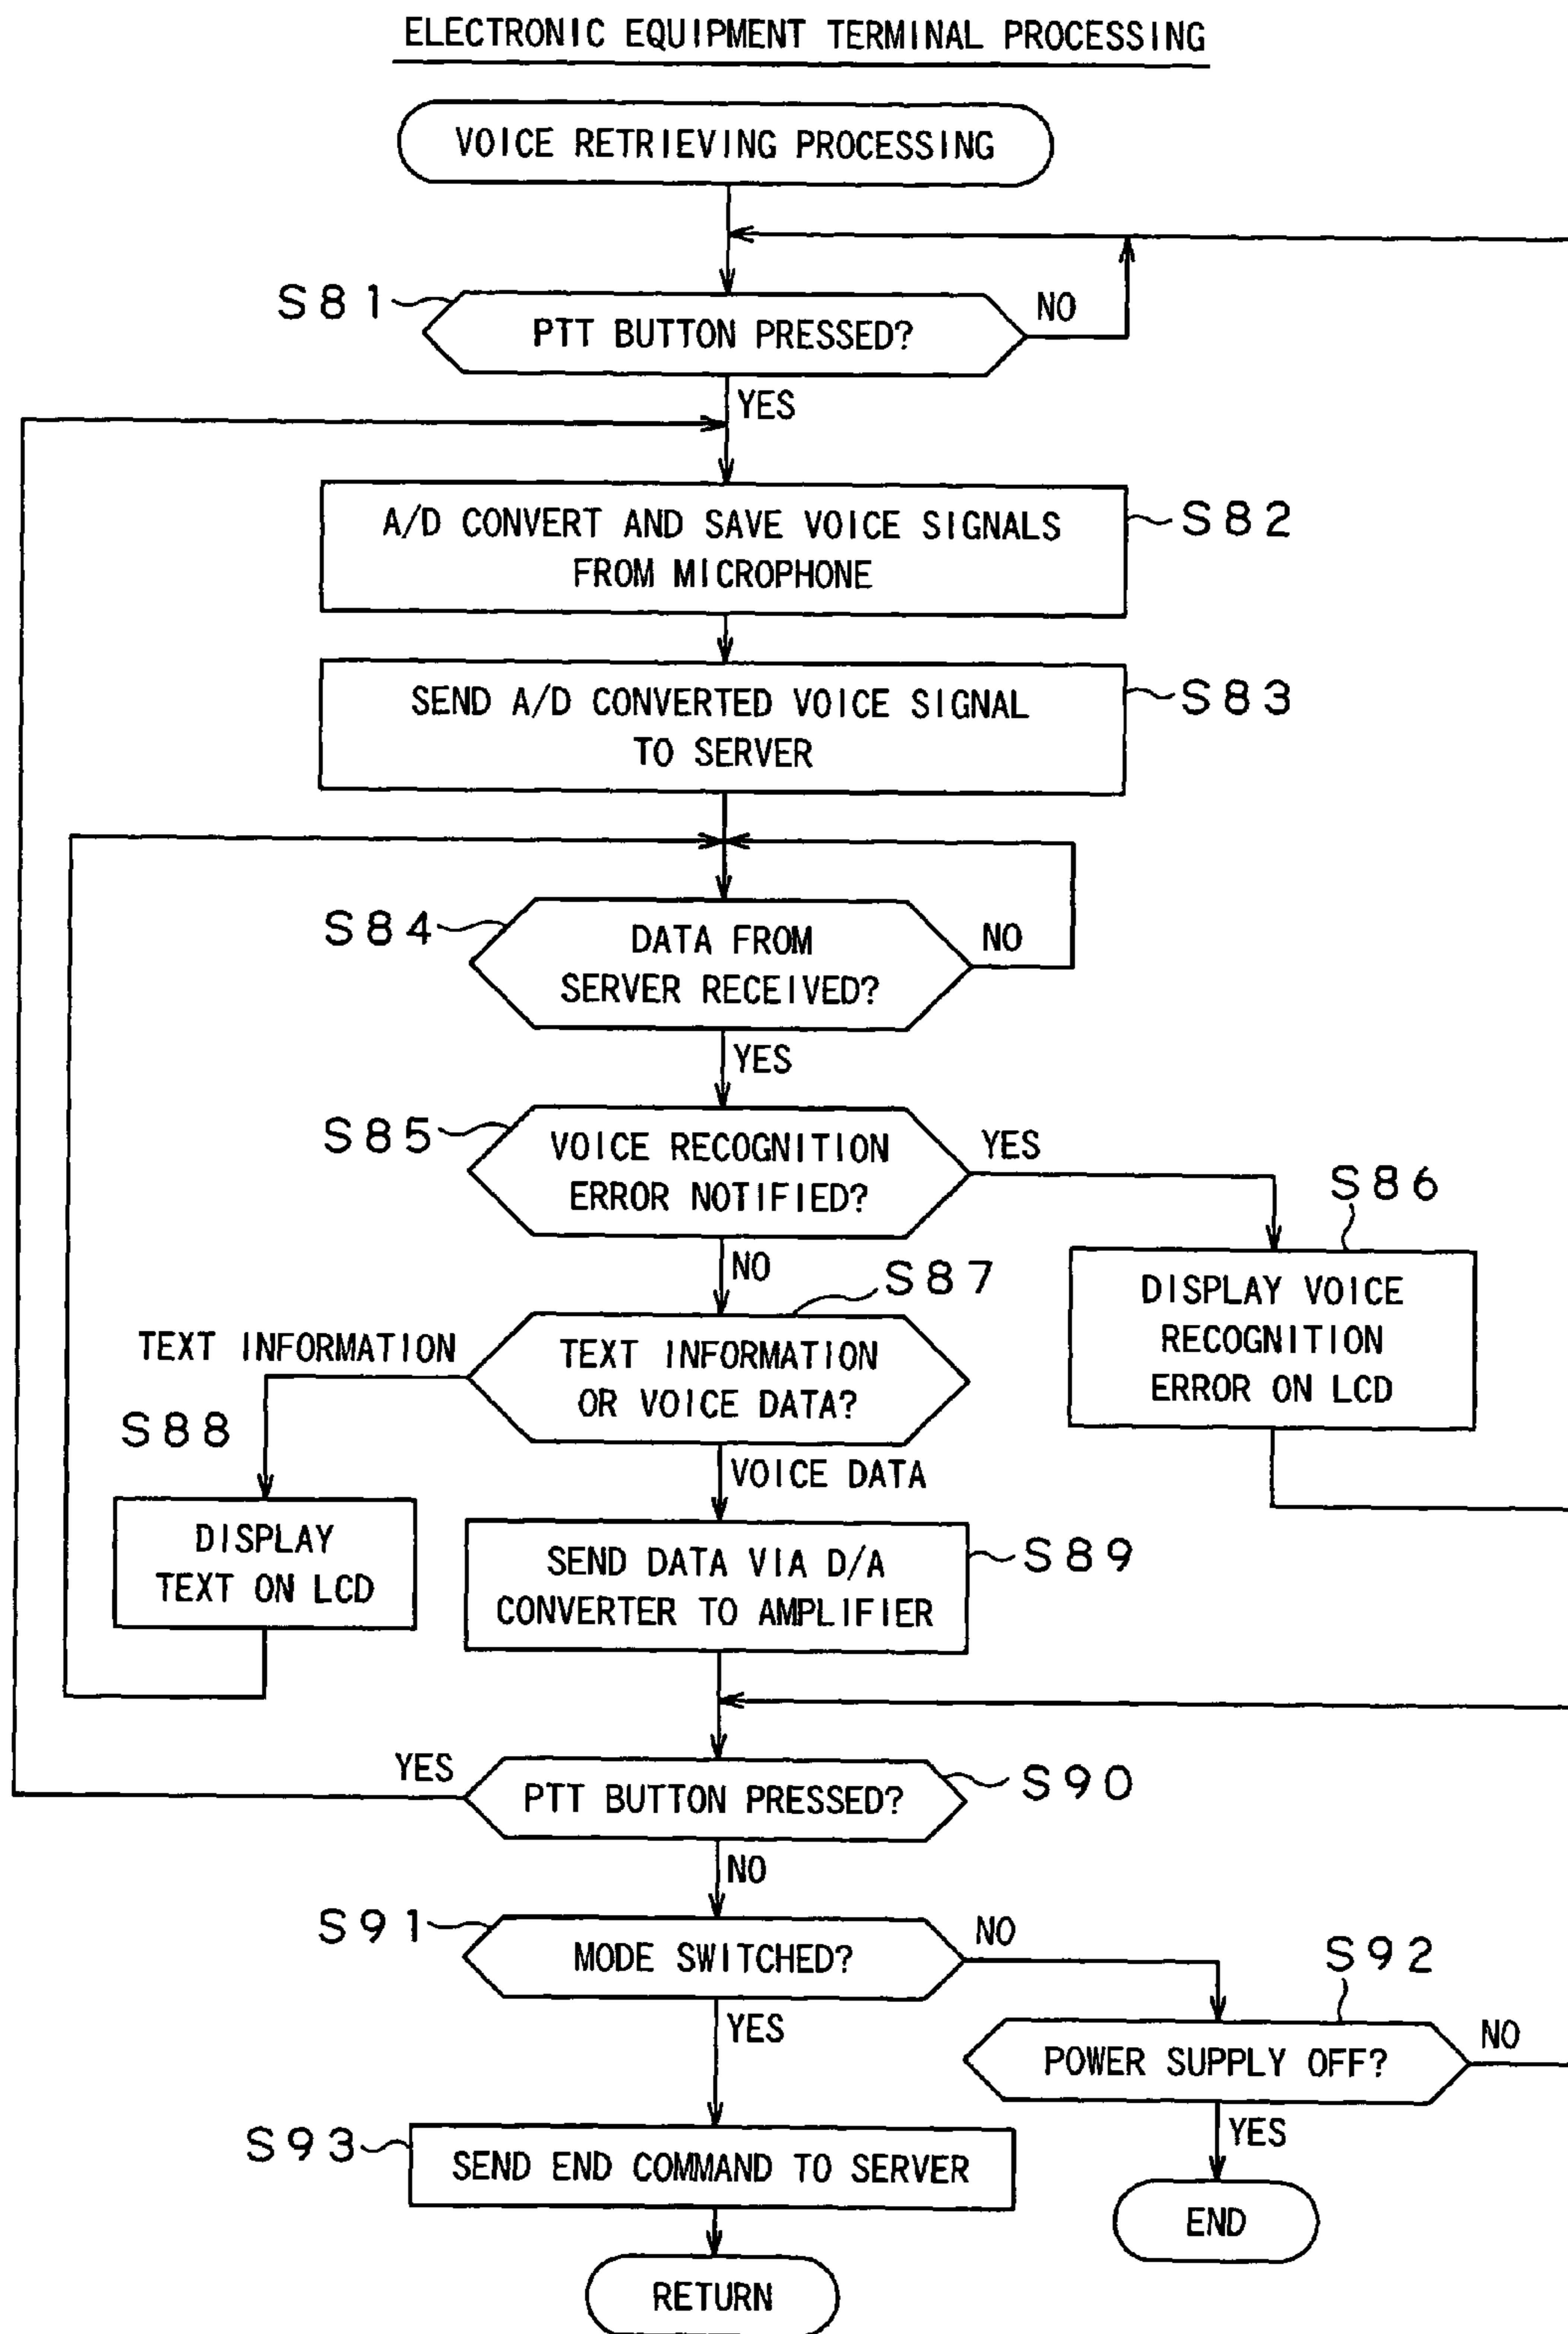 ELECTRONIC EQUIPMENT TERMINAL PROCESSING
VOICE RETRIEVING PROCESSING
S81
PTT BUTTON PRESSED?
NO
YES
A/D CONVERT AND SAVE VOICE SIGNALS
FROM MICROPHONE
S82
SEND A/D CONVERTED VOICE SIGNAL
TO SERVER
S83
S84
DATA FROM
SERVER RECEIVED?
NO
YES
S85
VOICE RECOGNITION
ERROR NOTIFIED?
YES
NO
S86
DISPLAY VOICE
RECOGNITION
ERROR ON LCD
S87
TEXT INFORMATION
OR VOICE DATA?
TEXT INFORMATION
VOICE DATA
S88
DISPLAY
TEXT ON LCD
SEND DATA VIA D/A
CONVERTER TO AMPLIFIER
S89
YES
PTT BUTTON PRESSED?
S90
NO
S91
MODE SWITCHED?
NO
YES
S92
POWER SUPPLY OFF?
NO
YES
S93
SEND END COMMAND TO SERVER
END
RETURN